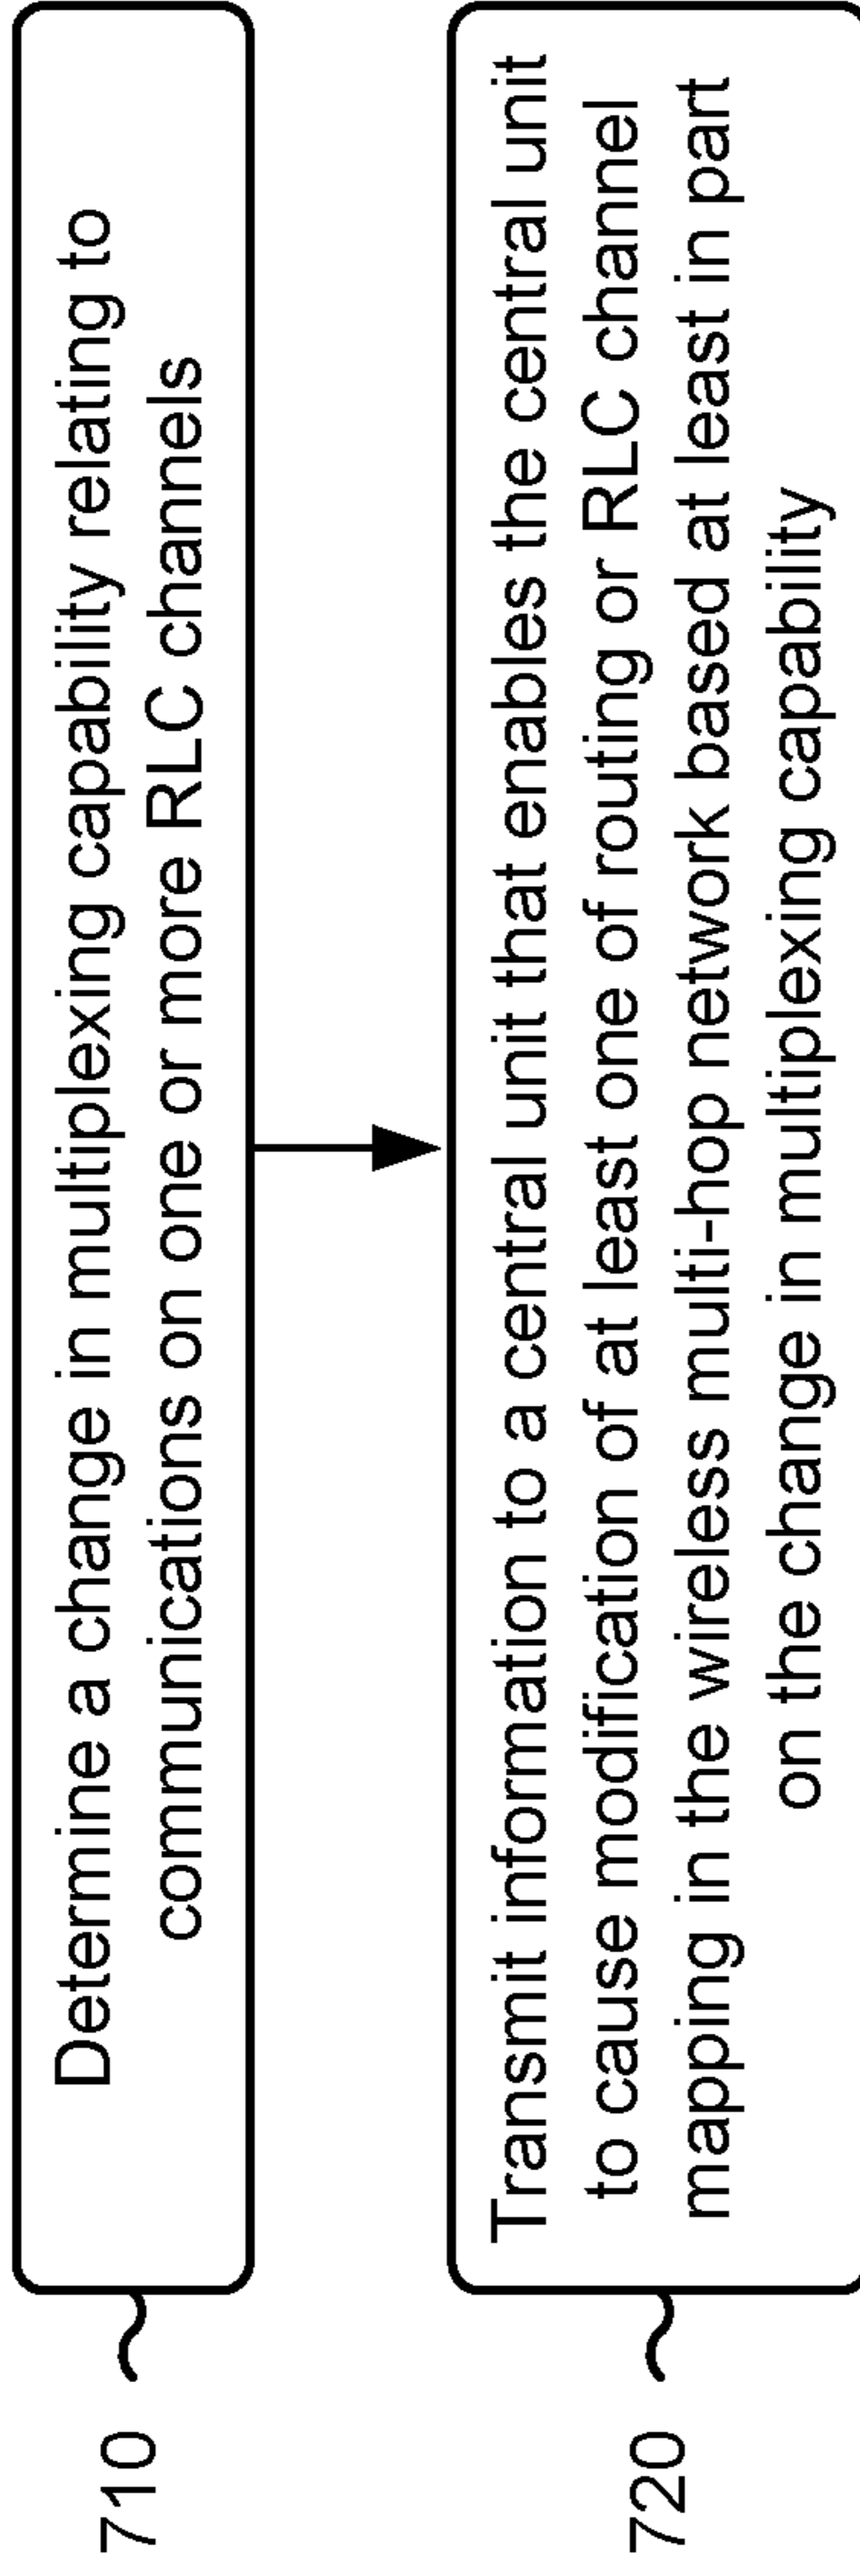 710
Determine a change in multiplexing capability relating to
communications on one or more RLC channels
720
Transmit information to a central unit that enables the central unit
to cause modification of at least one of routing or RLC channel
mapping in the wireless multi-hop network based at least in part
on the change in multiplexing capability